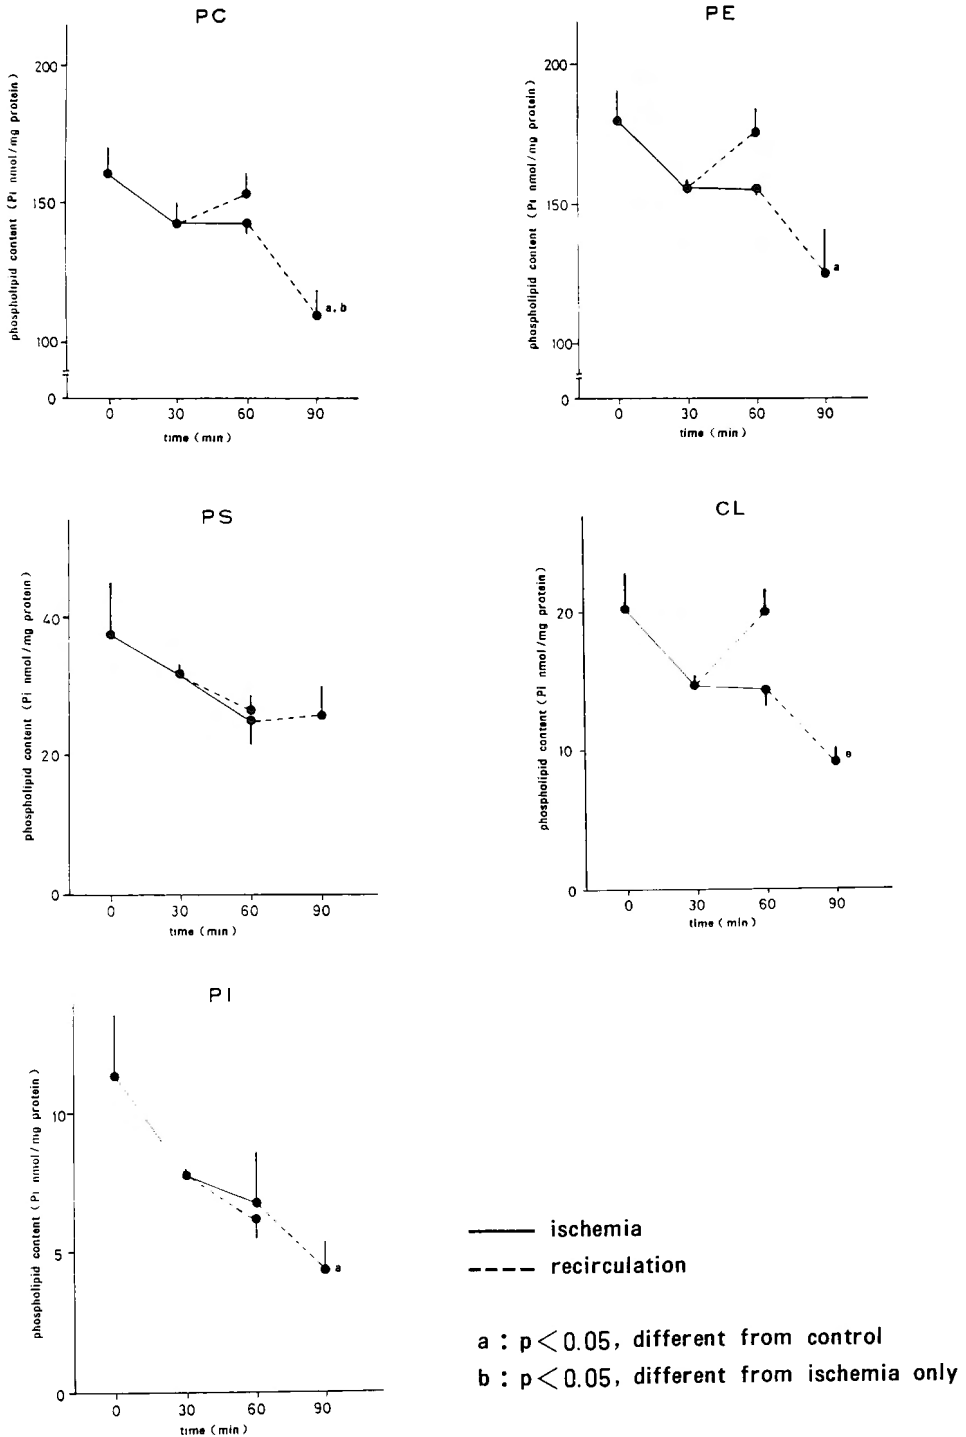 PC
phospholipid content (Pi nmol/mg protein)
200
150
100
0
0 30 60 90
time (min)
a, b
PE
phospholipid content (Pi nmol/mg protein)
200
150
100
0
0 30 60 90
time (min)
a
PS
phospholipid content (Pi nmol/mg protein)
40
20
0
0 30 60 90
time (min)
CL
phospholipid content (Pi nmol/mg protein)
20
10
0
0 30 60 90
time (min)
a
PI
phospholipid content (Pi nmol/mg protein)
10
5
0
0 30 60 90
time (min)
a
ischemia
recirculation
a : p < 0.05, different from control
b : p < 0.05, different from ischemia only